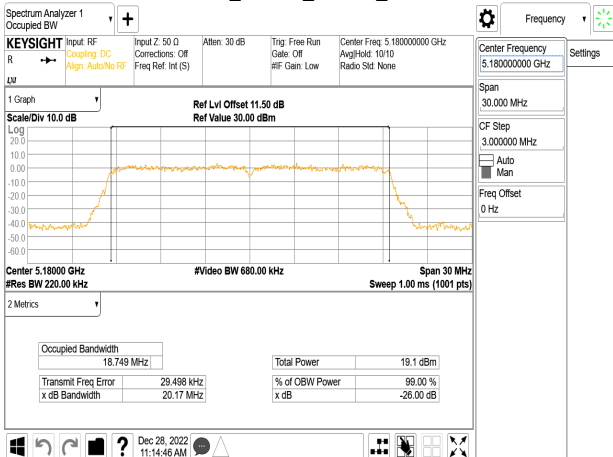 Spectrum Analyzer 1
Occupied BW
+
Frequency
KEYSIGHT
R
Input: RF
Coupling: DC
Align: Auto/No RF
Input Z: 50 Ω
Corrections: Off
Freq Ref: Int (S)
Atten: 30 dB
Trig: Free Run
Gate: Off
#IF Gain: Low
Center Freq: 5.180000000 GHz
Avg|Hold: 10/10
Radio Std: None
Center Frequency
5.180000000 GHz
Settings
Span
30.000 MHz
CF Step
3.000000 MHz
Auto
Man
Freq Offset
0 Hz
1 Graph
Scale/Div 10.0 dB
Ref Lvl Offset 11.50 dB
Ref Value 30.00 dBm
Log
20.0
10.0
0.00
-10.0
-20.0
-30.0
-40.0
-50.0
-60.0
Center 5.18000 GHz
#Res BW 220.00 kHz
#Video BW 680.00 kHz
Span 30 MHz
Sweep 1.00 ms (1001 pts)
2 Metrics
Occupied Bandwidth
18.749 MHz
Total Power 19.1 dBm
Transmit Freq Error 29.498 kHz
% of OBW Power 99.00 %
x dB Bandwidth 20.17 MHz
x dB -26.00 dB
?
Dec 28, 2022
11:14:46 AM